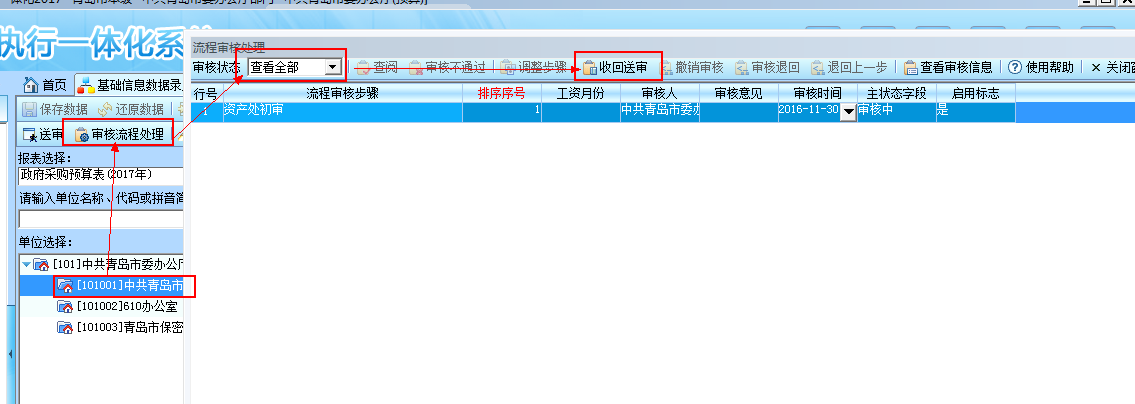 执行一体化系
流程审核处理
审核状态 查看全部 查阅 审核不通过 调整步骤 收回送审 撤销审核 审核退回 退回上一步 查看审核信息 使用帮助 关闭
首页 基础信息数据录
行号 流程审核步骤 排序序号 工资月份 审核人 审核意见 审核时间 主状态字段 启用标志
1 资产处初审 1 中共青岛市委办 2016-11-30 审核中 是
保存数据 还原数据
送审 审核流程处理
报表选择:
政府采购预算表(2017年)
请输入单位名称、代码或拼音简
单位选择:
[101]中共青岛市委办公厅
[101001]中共青岛市
[101002]610办公室
[101003]青岛市保密